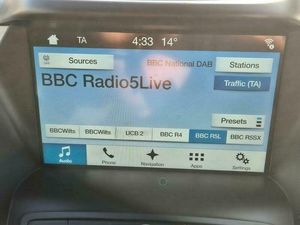 TA 4:33 14°
Sources BBC National DAB Stations
BBC Radio5Live
Traffic (TA)
Presets
BBCWilts BBCWilts LICB 2 BBC R4 BBC R5L BBC R5SX
Audio Phone Navigation Apps Settings